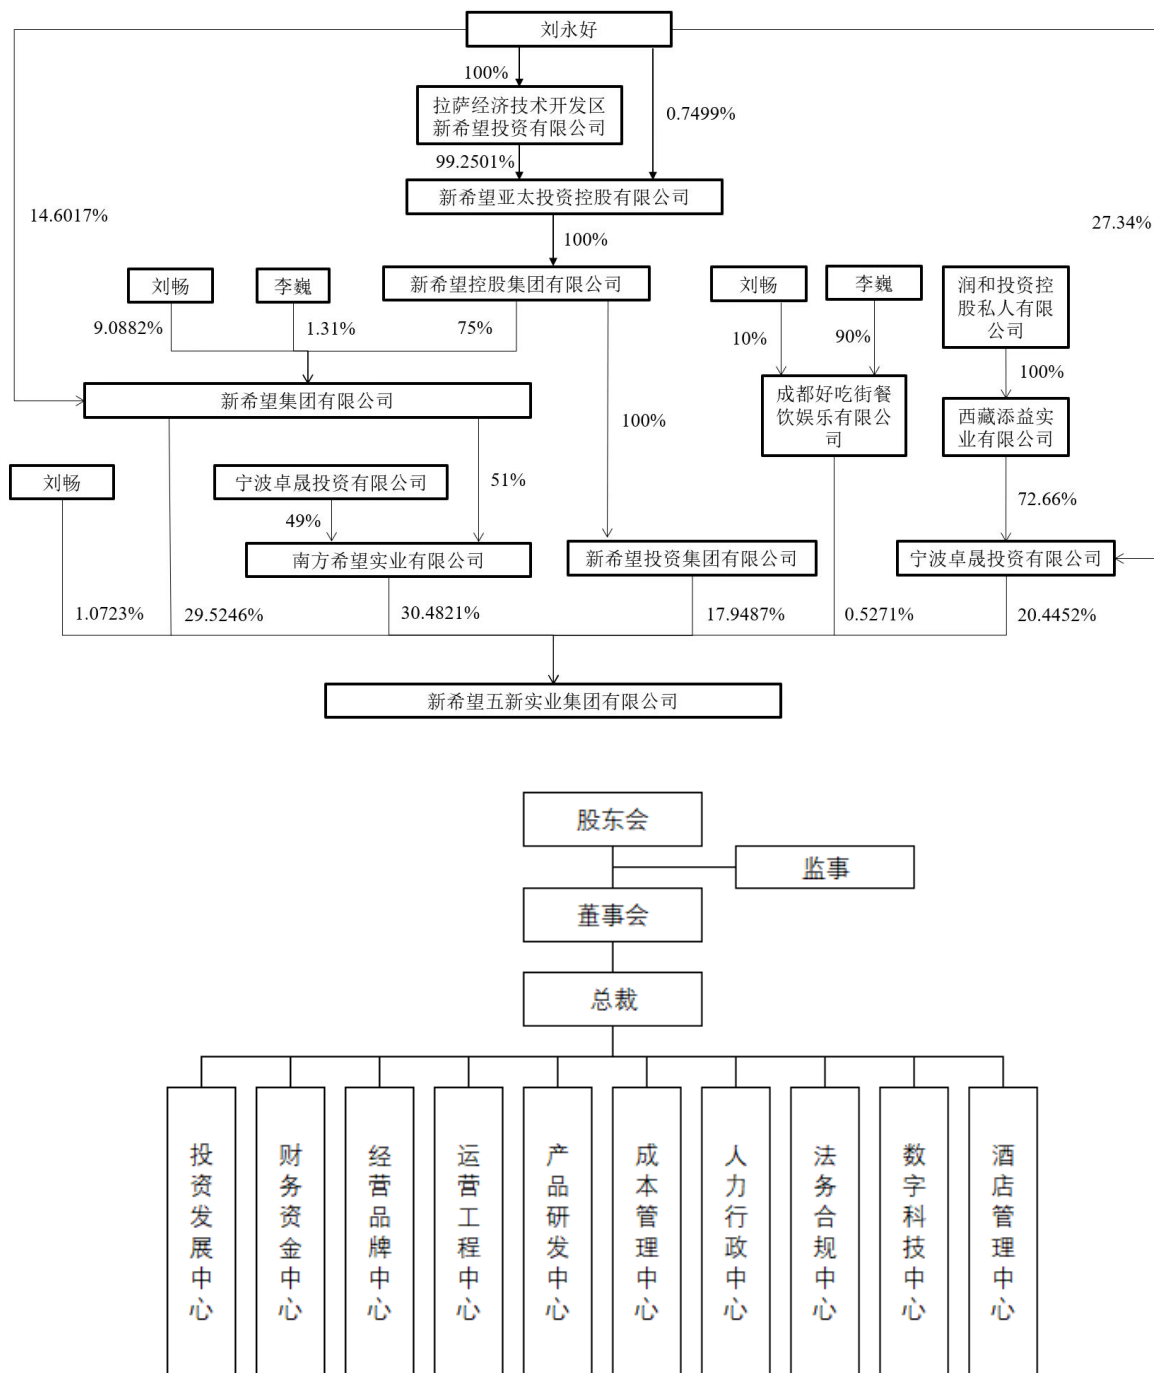 刘永好
100%
拉萨经济技术开发区
新希望投资有限公司
0.7499%
99.2501%
新希望亚太投资控股有限公司
14.6017%
27.34%
100%
刘畅
李巍
新希望控股集团有限公司
刘畅
李巍
润和投资控
股私人有限
公司
9.0882%
1.31%
75%
10%
90%
100%
新希望集团有限公司
100%
成都好吃街餐
饮娱乐有限公
司
西藏添益实
业有限公司
刘畅
宁波卓晟投资有限公司
51%
72.66%
49%
南方希望实业有限公司
新希望投资集团有限公司
宁波卓晟投资有限公司
1.0723%
29.5246%
30.4821%
17.9487%
0.5271%
20.4452%
新希望五新实业集团有限公司
股东会
监事
董事会
总裁
投资发展中心
财务资金中心
经营品牌中心
运营工程中心
产品研发中心
成本管理中心
人力行政中心
法务合规中心
数字科技中心
酒店管理中心